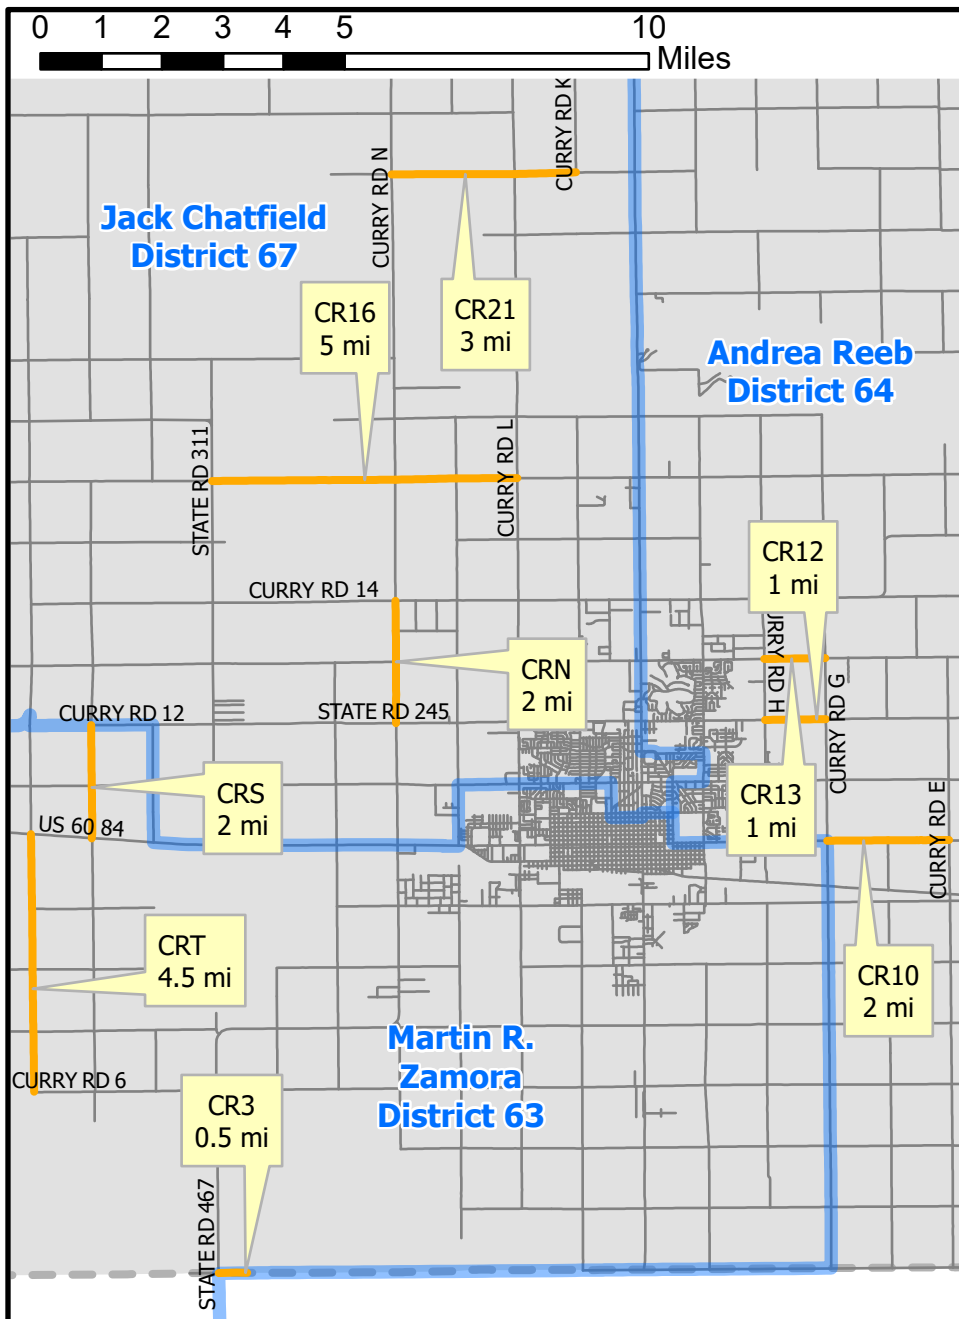 0 1 2 3 4 5 10
Miles
CURRY RD K
CURRY RD N
Jack Chatfield
District 67
CR16
5 mi
CR21
3 mi
Andrea Reeb
District 64
STATE RD 311
CURRY RD L
CR12
1 mi
CURRY RD 14
URRY RD H
CRN
2 mi
CURRY RD G
CURRY RD 12
STATE RD 245
CRS
2 mi
CR13
1 mi
US 60 84
CURRY RD E
CRT
4.5 mi
CR10
2 mi
Martin R.
Zamora
District 63
CURRY RD 6
CR3
0.5 mi
STATE RD 467